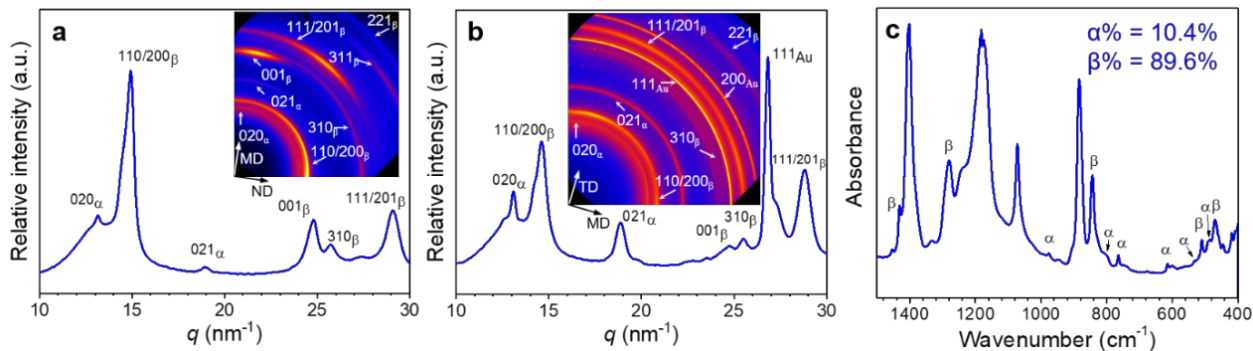 a
Relative intensity (a.u.)
110/200β
020α
021α
001β
310β
111/201β
111/201β
221β
311β
001β
021α
020α
310β
110/200β
MD
ND
10 15 20 25 30
q (nm-1)
b
Relative intensity (a.u.)
110/200β
020α
021α
001β
310β
111Au
111/201β
111/201β
221β
111Au
200Au
021α
310β
020α
110/200β
TD
MD
10 15 20 25 30
q (nm-1)
c
α% = 10.4%
β% = 89.6%
Absorbance
β
β
α
β
α
α
α
α
β
αβ
1400 1200 1000 800 600 400
Wavenumber (cm-1)